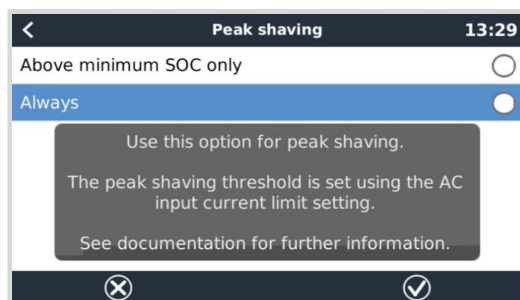 Peak shaving 13:29
Above minimum SOC only
Always
Use this option for peak shaving.
The peak shaving threshold is set using the AC
input current limit setting.
See documentation for further information.